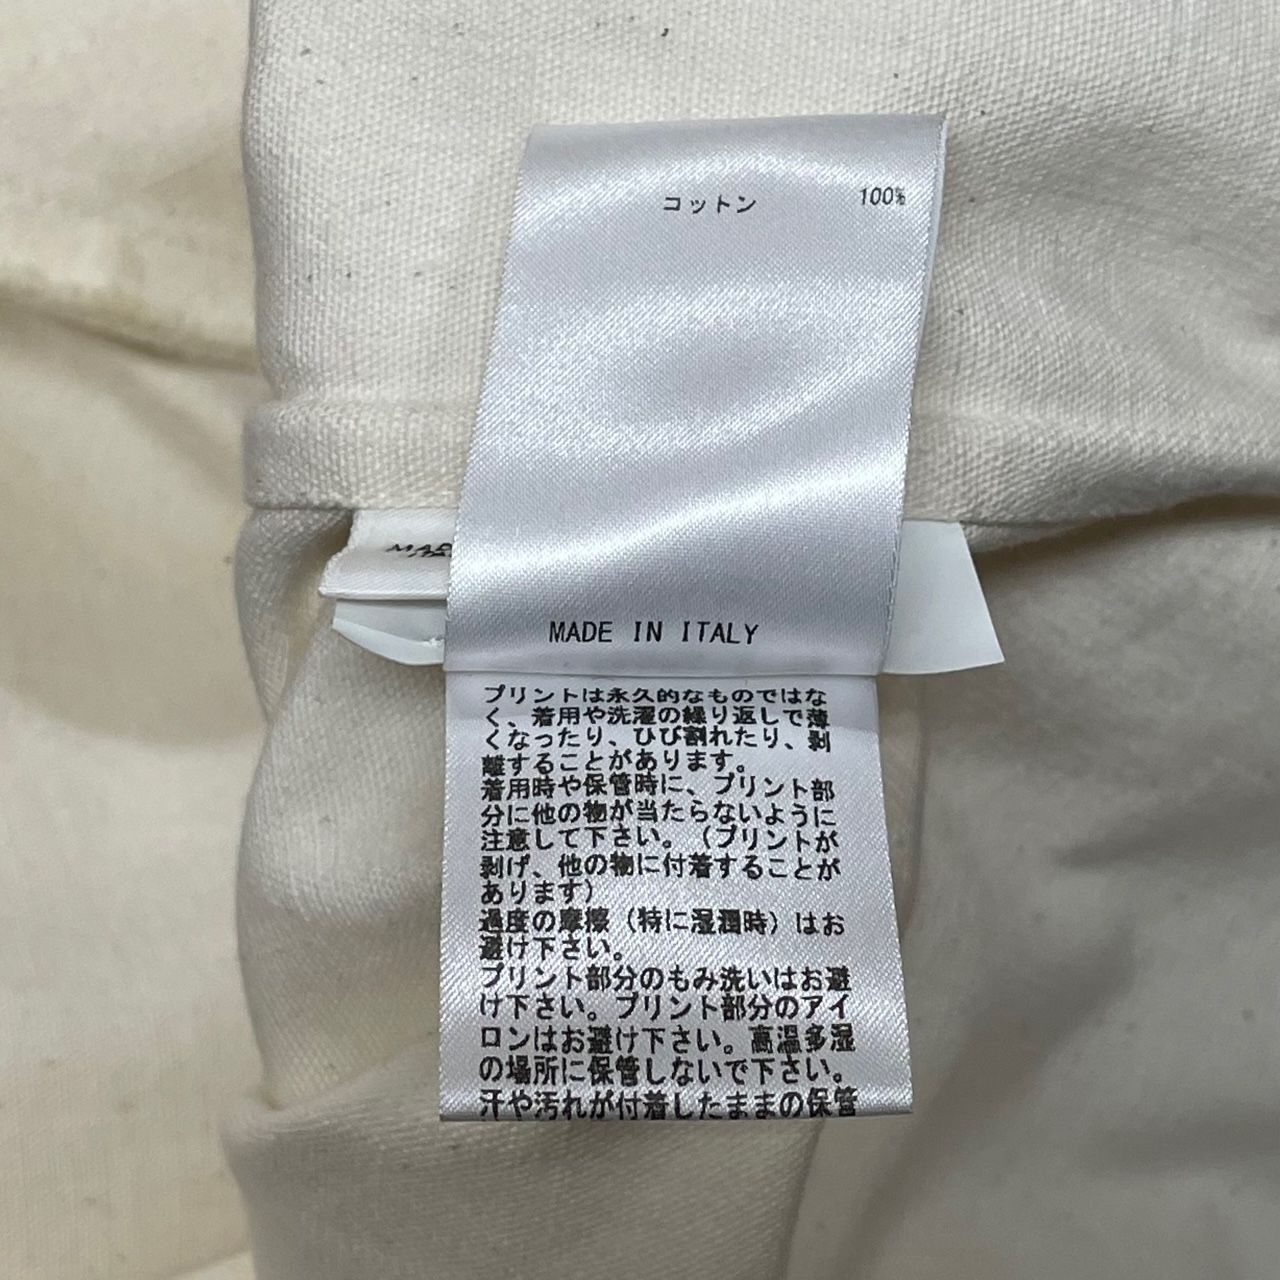 コットン 100%
MADE IN ITALY
プリントは永久的なものではな
く、着用や洗濯の繰り返しで薄
くなったり、ひび割れたり、剥
離することがあります。
着用時や保管時に、プリント部
分に他の物が当たらないように
注意して下さい。（プリントが
剥げ、他の物に付着することが
あります）
過度の摩擦（特に湿潤時）はお
避け下さい。
プリント部分のもみ洗いはお避
け下さい。プリント部分のアイ
ロンはお避け下さい。高温多湿
の場所に保管しないで下さい。
汗や汚れが付着したままの保管